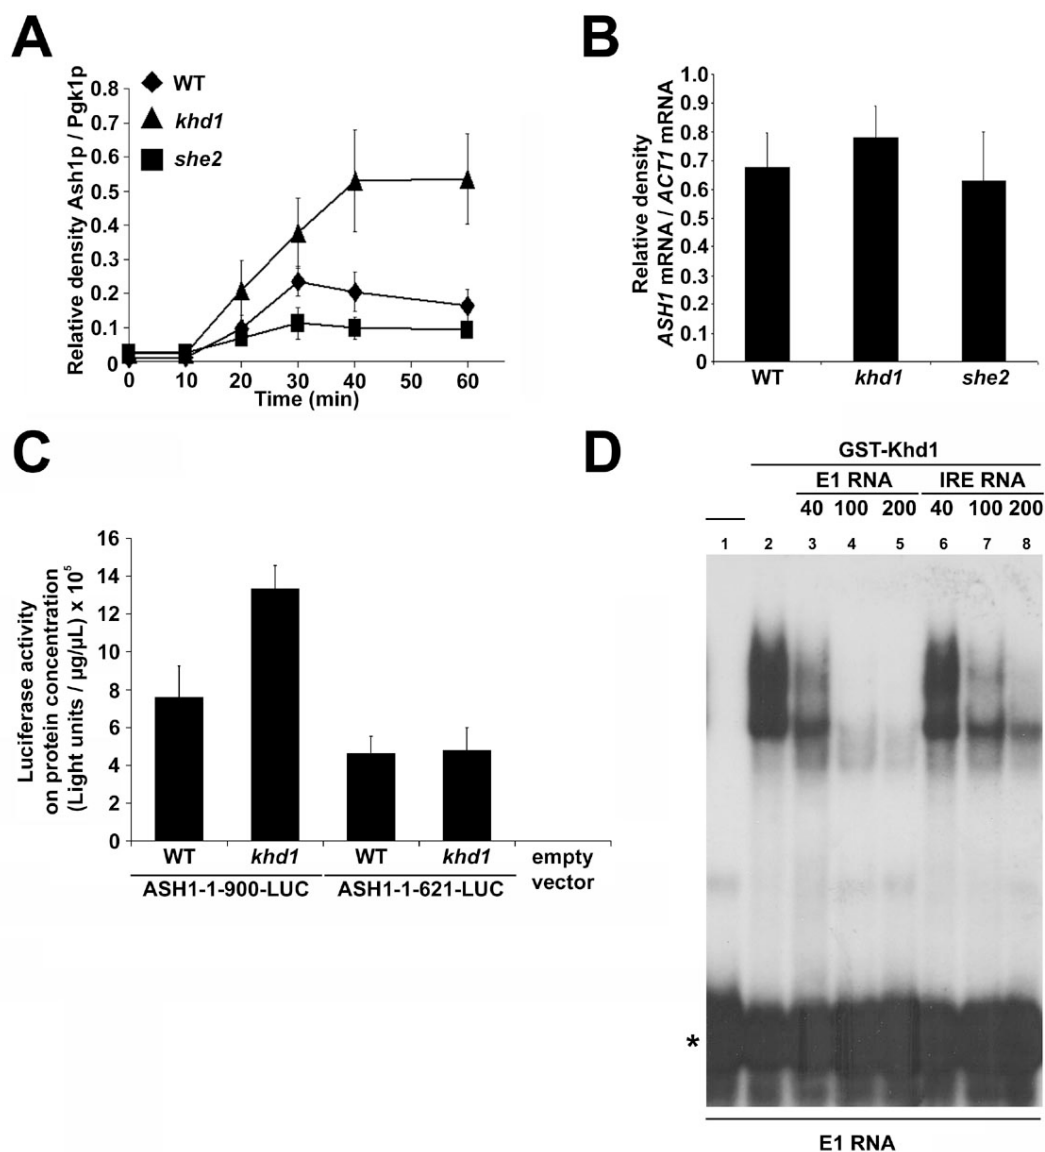 A
Relative density Ash1p / Pgk1p
0.8
0.7
0.6
0.5
0.4
0.3
0.2
0.1
0
0 10 20 30 40 50 60
Time (min)
WT
khd1
she2
B
Relative density
ASH1 mRNA / ACT1 mRNA
1.0
0.9
0.8
0.7
0.6
0.5
0.4
0.3
0.2
0.1
0
WT khd1 she2
C
Luciferase activity
on protein concentration
(Light units / µg/µL) x 10⁵
16
14
12
10
8
6
4
2
0
WT khd1 WT khd1 empty
vector
ASH1-1-900-LUC ASH1-1-621-LUC
D
GST-Khd1
E1 RNA IRE RNA
40 100 200 40 100 200
1 2 3 4 5 6 7 8
*
E1 RNA